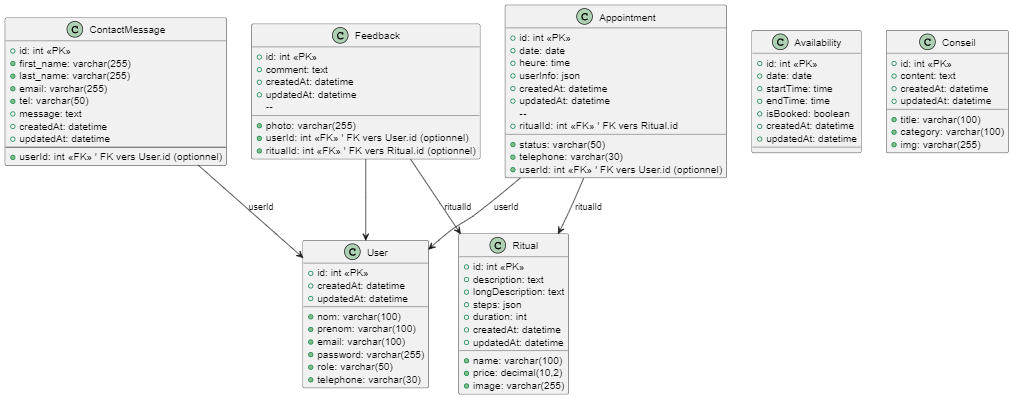 C ContactMessage
id: int «PK»
first_name: varchar(255)
last_name: varchar(255)
email: varchar(255)
tel: varchar(50)
message: text
createdAt: datetime
updatedAt: datetime
userId: int «FK» ' FK vers User.id (optionnel)
C Feedback
id: int «PK»
comment: text
createdAt: datetime
updatedAt: datetime
--
photo: varchar(255)
userId: int «FK» ' FK vers User.id (optionnel)
ritualId: int «FK» ' FK vers Ritual.id (optionnel)
C Appointment
id: int «PK»
date: date
heure: time
userInfo: json
createdAt: datetime
updatedAt: datetime
--
ritualId: int «FK» ' FK vers Ritual.id
status: varchar(50)
telephone: varchar(30)
userId: int «FK» ' FK vers User.id (optionnel)
C Availability
id: int «PK»
date: date
startTime: time
endTime: time
isBooked: boolean
createdAt: datetime
updatedAt: datetime
C Conseil
id: int «PK»
content: text
createdAt: datetime
updatedAt: datetime
title: varchar(100)
category: varchar(100)
img: varchar(255)
userId
ritualId
userId
ritualId
C User
id: int «PK»
createdAt: datetime
updatedAt: datetime
nom: varchar(100)
prenom: varchar(100)
email: varchar(100)
password: varchar(255)
role: varchar(50)
telephone: varchar(30)
C Ritual
id: int «PK»
description: text
longDescription: text
steps: json
duration: int
createdAt: datetime
updatedAt: datetime
name: varchar(100)
price: decimal(10,2)
image: varchar(255)